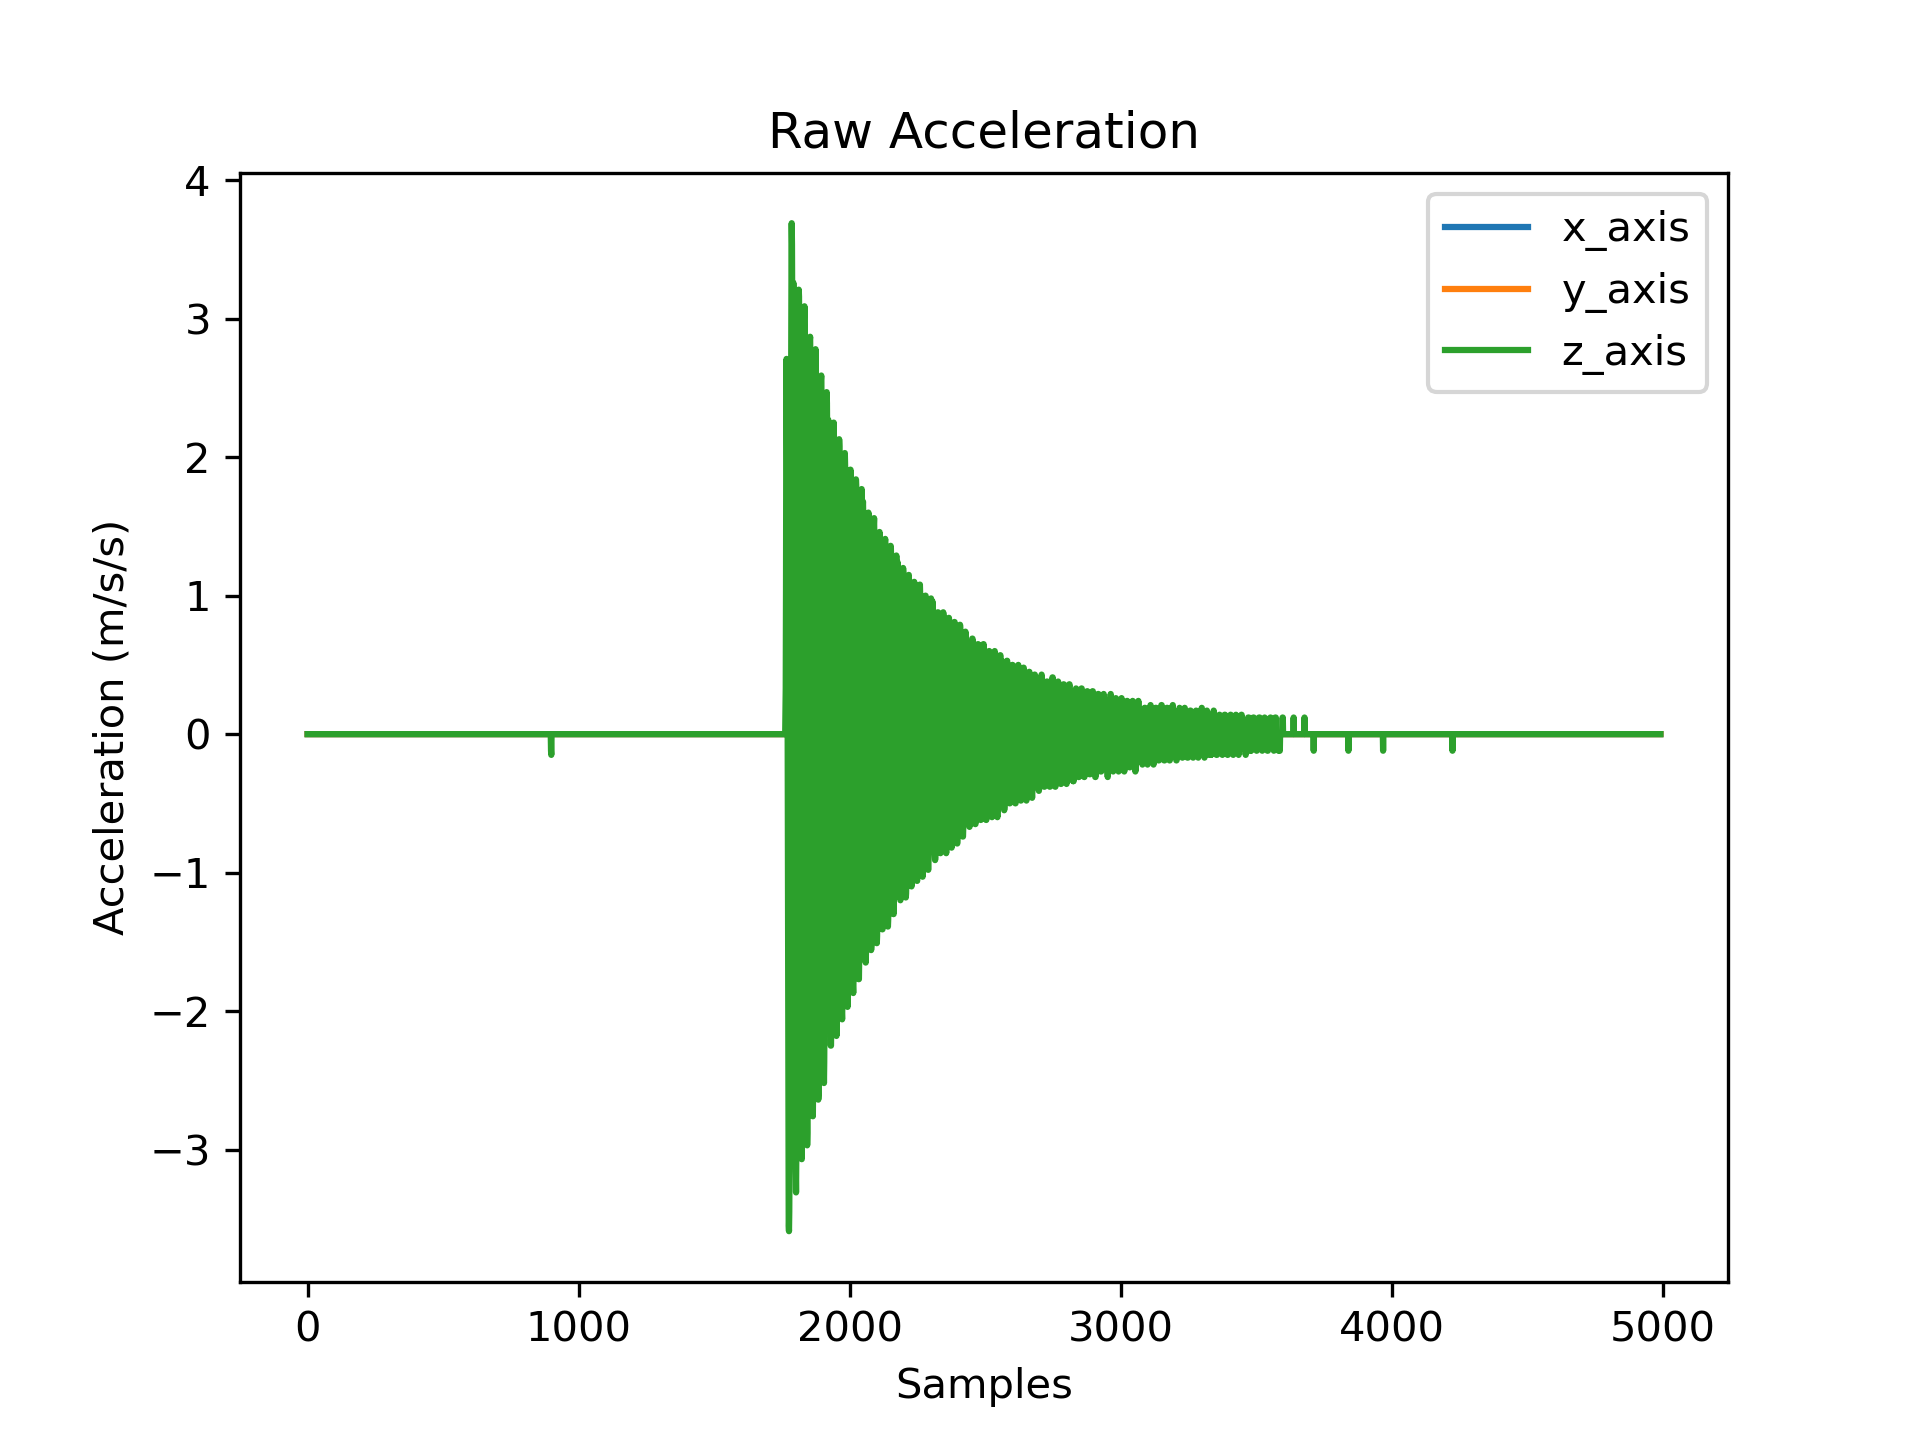 Raw Acceleration
x_axis
y_axis
z_axis
Acceleration (m/s/s)
4
3
2
1
0
−1
−2
−3
0 1000 2000 3000 4000 5000
Samples